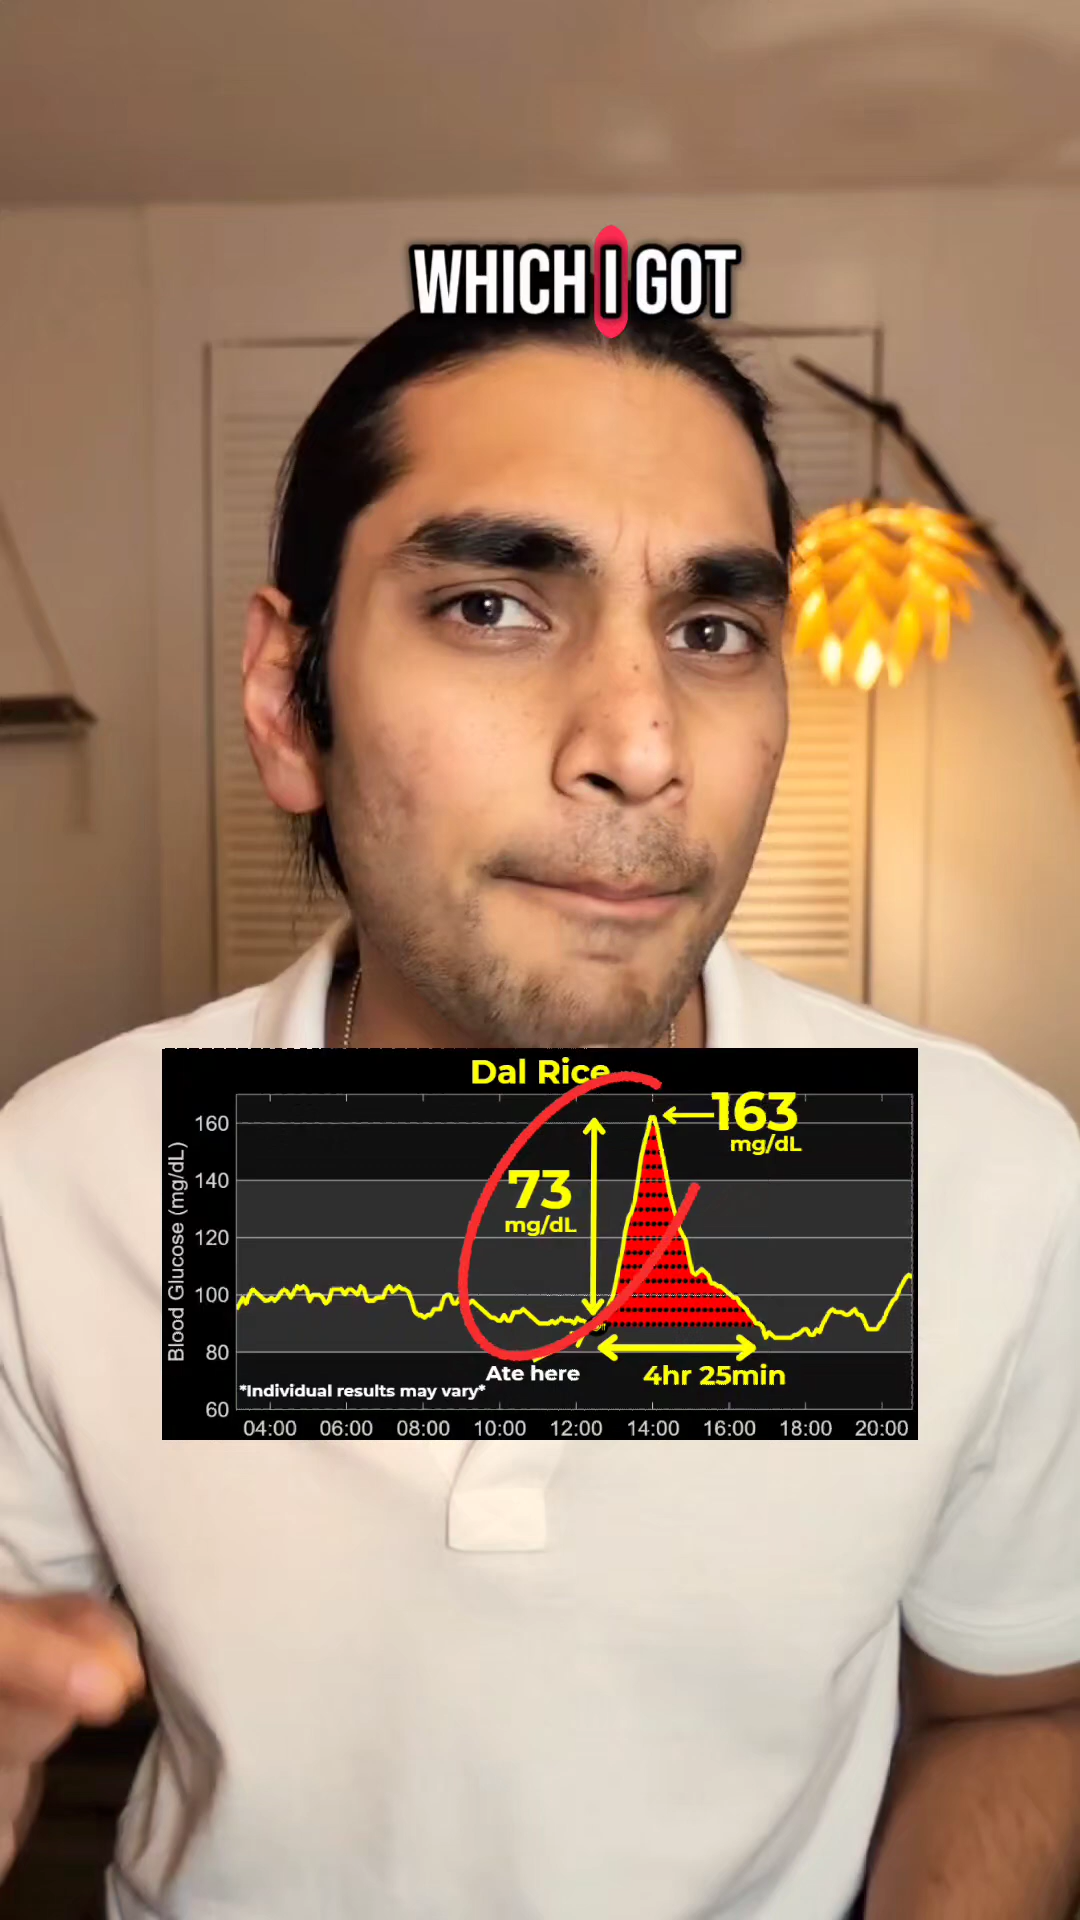 WHICH I GOT
Dal Rice
163
mg/dL
73
mg/dL
Blood Glucose (mg/dL)
160
140
120
100
80
60
Ate here
4hr 25min
*Individual results may vary*
04:00 06:00 08:00 10:00 12:00 14:00 16:00 18:00 20:00